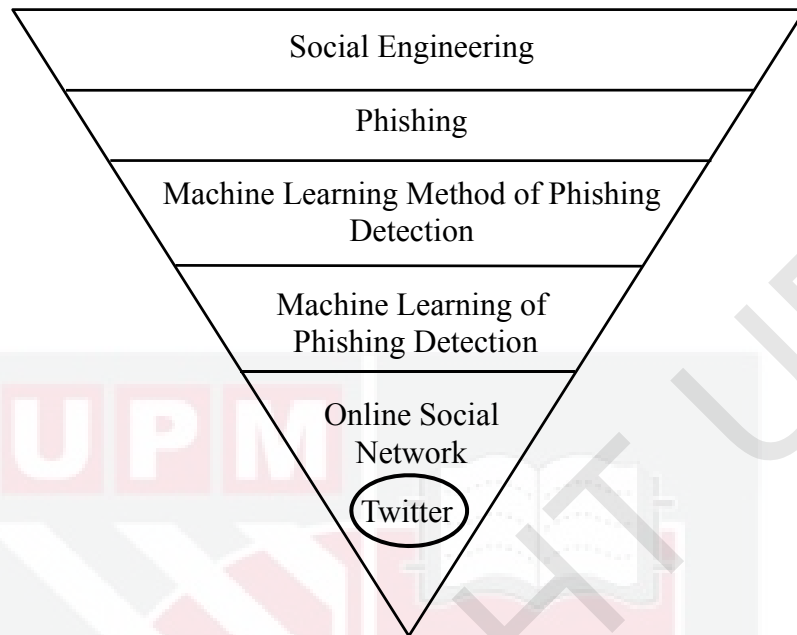 Social Engineering
Phishing
Machine Learning Method of Phishing
Detection
Machine Learning of
Phishing Detection
Online Social
Network
Twitter
UPM
HT U